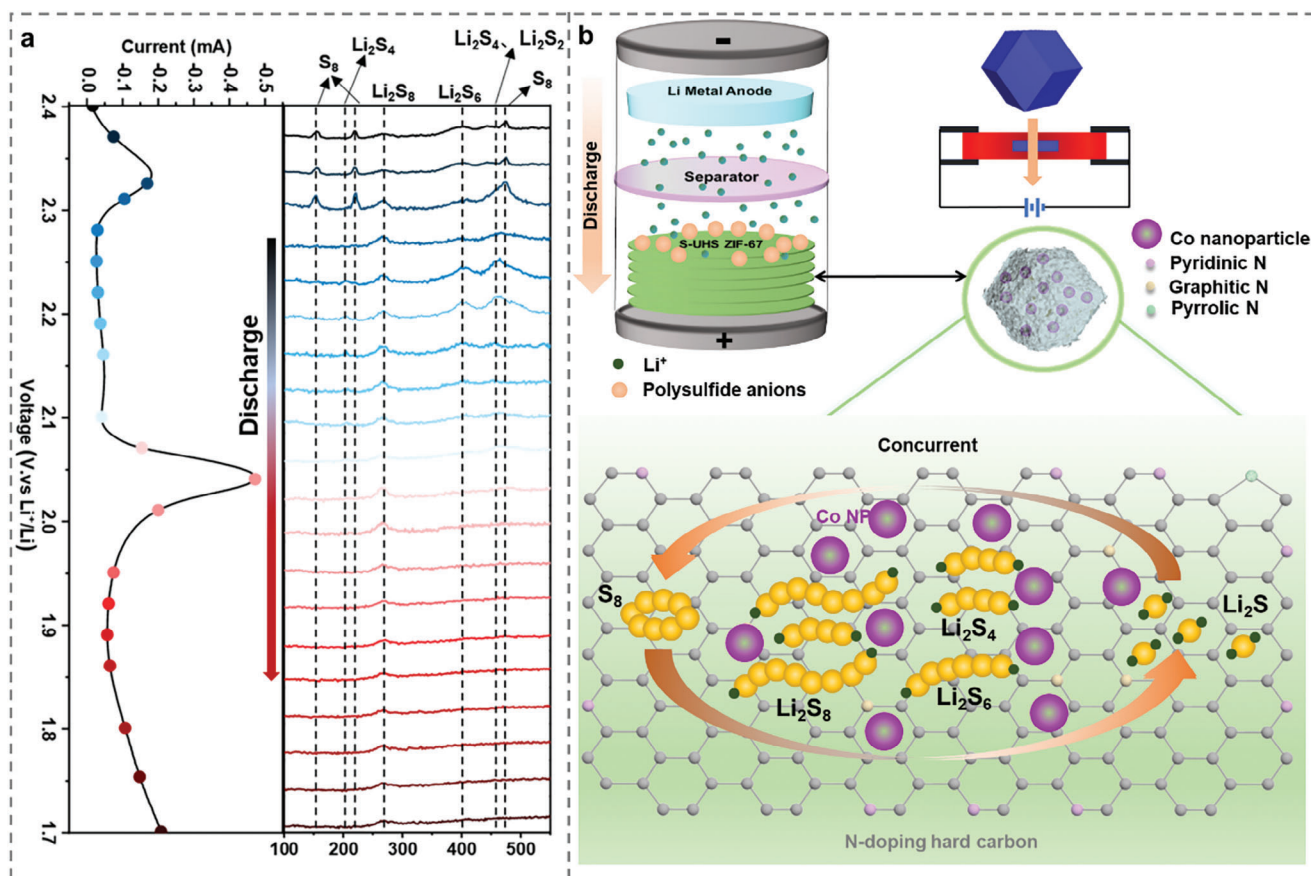 a
Current (mA)
0.0 -0.1 -0.2 -0.3 -0.4 -0.5
Voltage (V.vs Li⁺/Li)
2.4
2.3
2.2
2.1
2.0
1.9
1.8
1.7
Discharge
S₈
Li₂S₄
Li₂S₈
Li₂S₆
Li₂S₄
Li₂S₂
S₈
100 200 300 400 500
b
Discharge
-
Li Metal Anode
Separator
S-UHS ZIF-67
+
Li⁺
Polysulfide anions
Co nanoparticle
Pyridinic N
Graphitic N
Pyrrolic N
Concurrent
Co NP
S₈
Li₂S₈
Li₂S₄
Li₂S₆
Li₂S
N-doping hard carbon